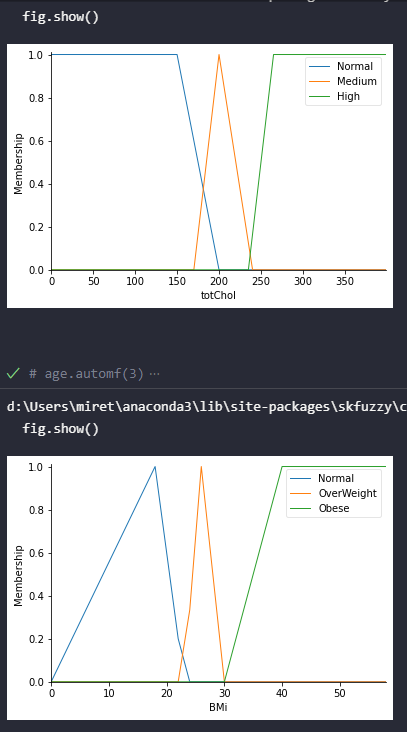 fig.show()
1.0
0.8
0.6
0.4
0.2
0.0
Membership
Normal
Medium
High
0 50 100 150 200 250 300 350
totChol
# age.automf(3) ···
d:\Users\miret\anaconda3\lib\site-packages\skfuzzy\c
fig.show()
1.0
0.8
0.6
0.4
0.2
0.0
Membership
Normal
OverWeight
Obese
0 10 20 30 40 50
BMi